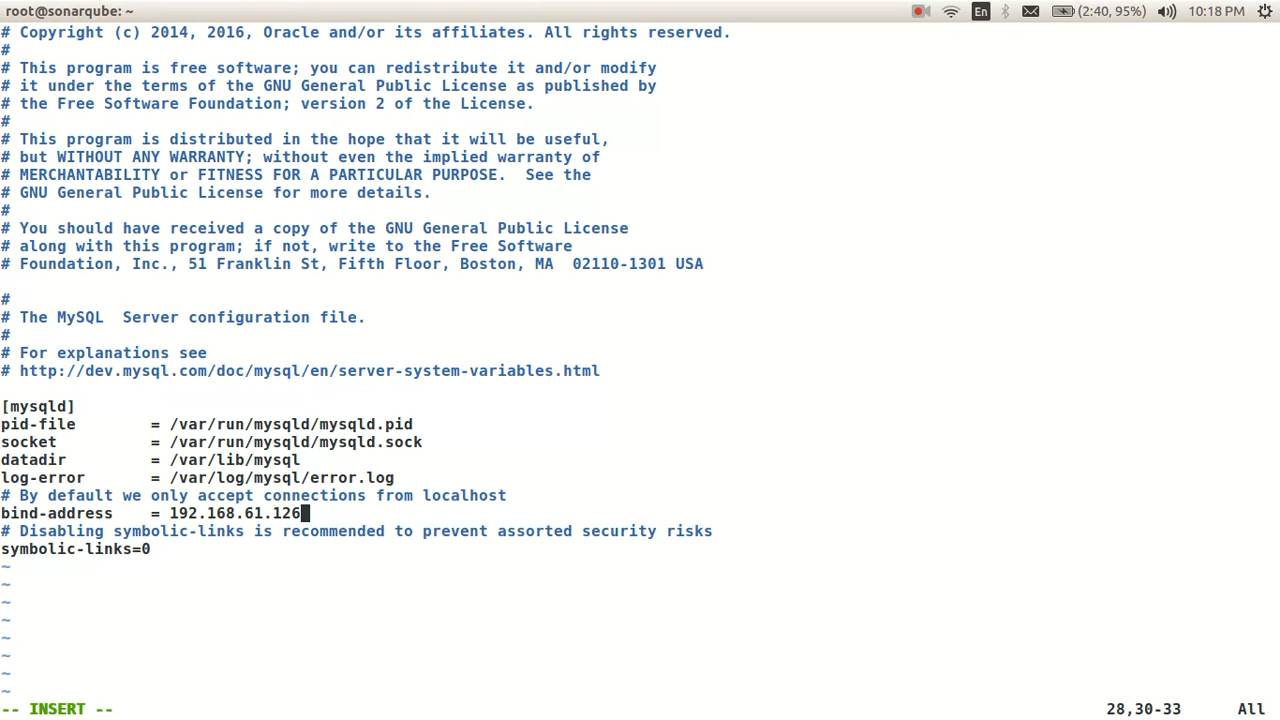 root@sonarqube: ~
En
(2:40, 95%)
10:18 PM
# Copyright (c) 2014, 2016, Oracle and/or its affiliates. All rights reserved.
#
# This program is free software; you can redistribute it and/or modify
# it under the terms of the GNU General Public License as published by
# the Free Software Foundation; version 2 of the License.
#
# This program is distributed in the hope that it will be useful,
# but WITHOUT ANY WARRANTY; without even the implied warranty of
# MERCHANTABILITY or FITNESS FOR A PARTICULAR PURPOSE.  See the
# GNU General Public License for more details.
#
# You should have received a copy of the GNU General Public License
# along with this program; if not, write to the Free Software
# Foundation, Inc., 51 Franklin St, Fifth Floor, Boston, MA  02110-1301 USA

#
# The MySQL  Server configuration file.
#
# For explanations see
# http://dev.mysql.com/doc/mysql/en/server-system-variables.html

[mysqld]
pid-file        = /var/run/mysqld/mysqld.pid
socket          = /var/run/mysqld/mysqld.sock
datadir         = /var/lib/mysql
log-error       = /var/log/mysql/error.log
# By default we only accept connections from localhost
bind-address    = 192.168.61.126
# Disabling symbolic-links is recommended to prevent assorted security risks
symbolic-links=0
~
~
~
~
~
~
~
~
-- INSERT --
28,30-33
All